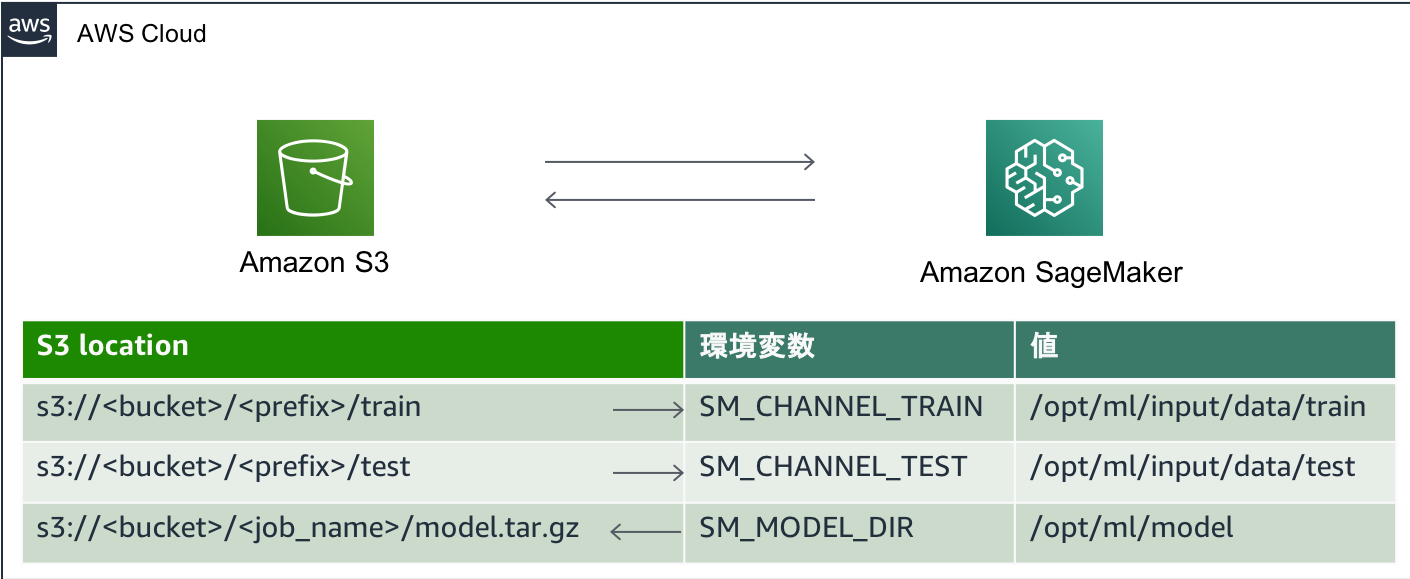 aws
AWS Cloud
Amazon S3
Amazon SageMaker
S3 location 環境変数 値
s3://<bucket>/<prefix>/train SM_CHANNEL_TRAIN /opt/ml/input/data/train
s3://<bucket>/<prefix>/test SM_CHANNEL_TEST /opt/ml/input/data/test
s3://<bucket>/<job_name>/model.tar.gz SM_MODEL_DIR /opt/ml/model